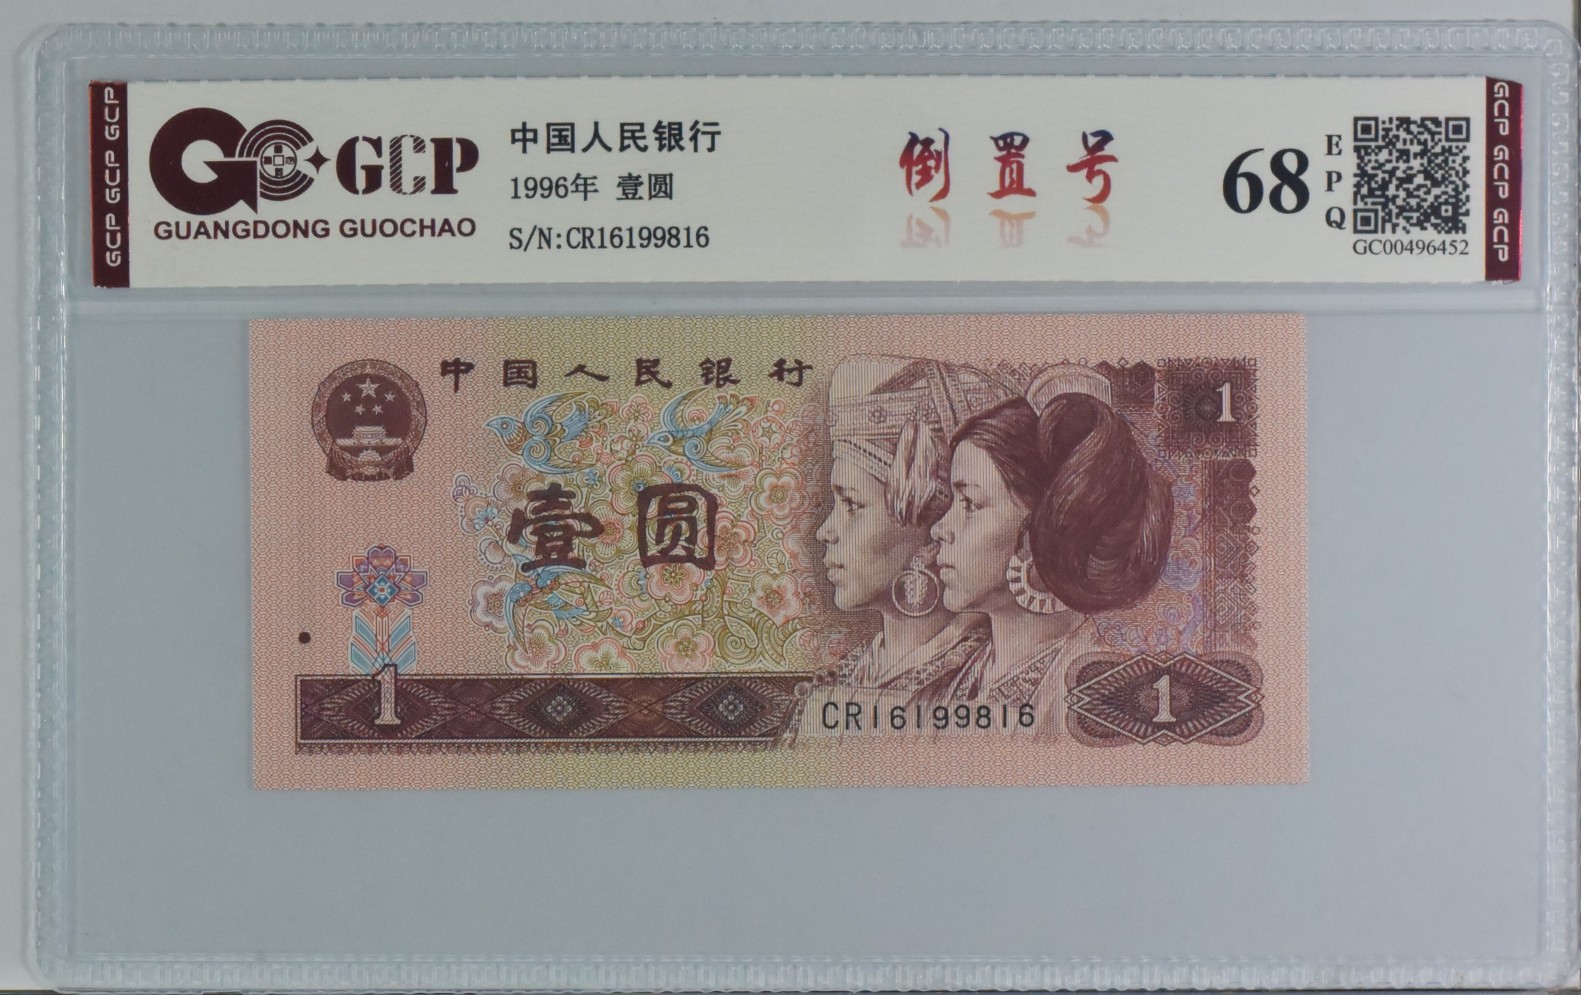 GCP GCP GCP
GCP
GUANGDONG GUOCHAO
中国人民银行
1996年 壹圆
S/N:CR16199816
倒置号
68
E
P
Q
GC00496452
GCP GCP GCP
中国人民银行
1
壹圆
1
CR16199816
1